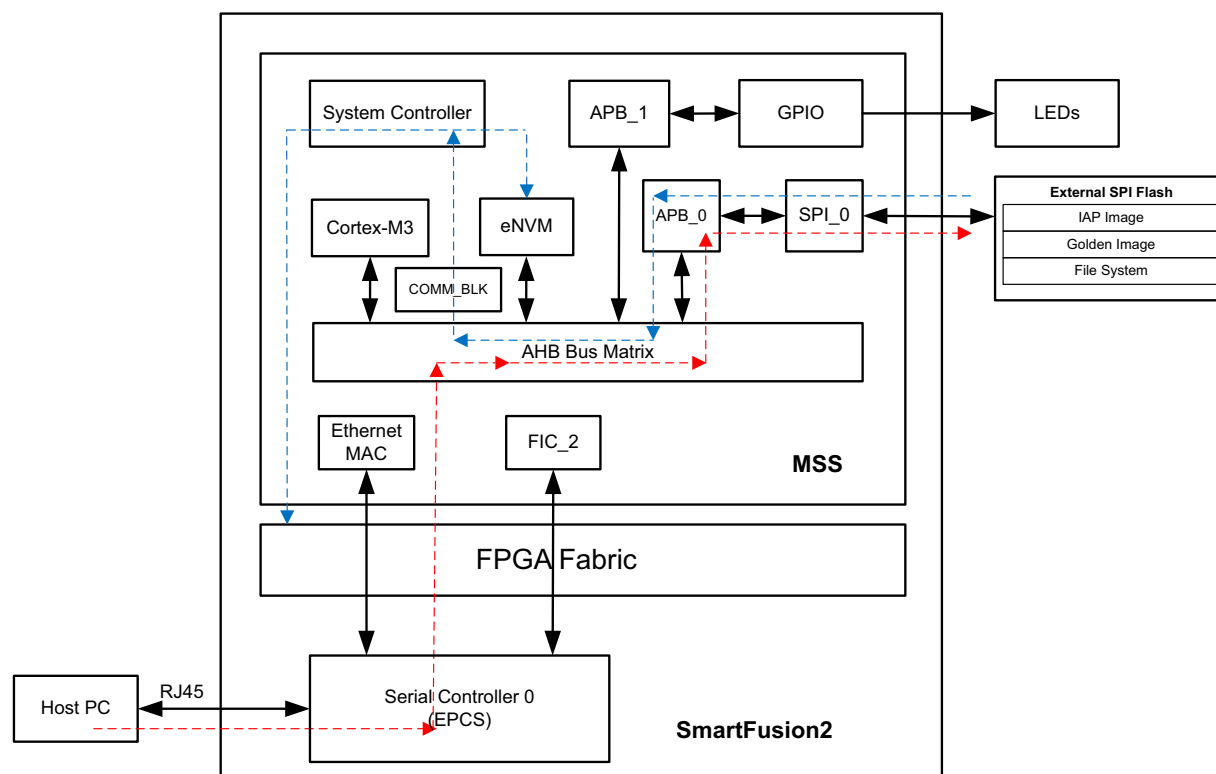 System Controller
APB_1
GPIO
LEDs
External SPI Flash
IAP Image
Golden Image
File System
Cortex-M3
eNVM
APB_0
SPI_0
COMM_BLK
AHB Bus Matrix
Ethernet
MAC
FIC_2
MSS
FPGA Fabric
Host PC
RJ45
Serial Controller 0
(EPCS)
SmartFusion2